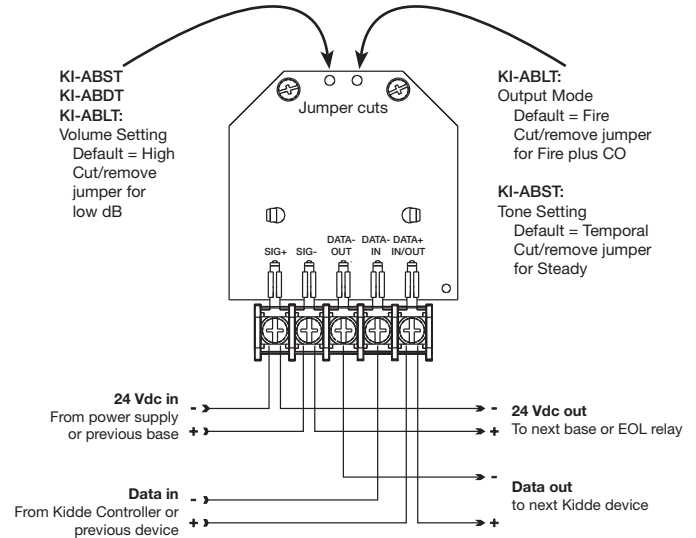 KI-ABST
KI-ABDT
KI-ABLT:
Volume Setting
Default = High
Cut/remove
jumper for
low dB
KI-ABLT:
Output Mode
Default = Fire
Cut/remove jumper
for Fire plus CO
KI-ABST:
Tone Setting
Default = Temporal
Cut/remove jumper
for Steady
Jumper cuts
SIG+ SIG- DATA- OUT DATA- IN DATA+ IN/OUT
24 Vdc in
From power supply
or previous base
-
+
- 24 Vdc out
+ To next base or EOL relay
Data in
From Kidde Controller or
previous device
-
+
-
Data out
to next Kidde device
+